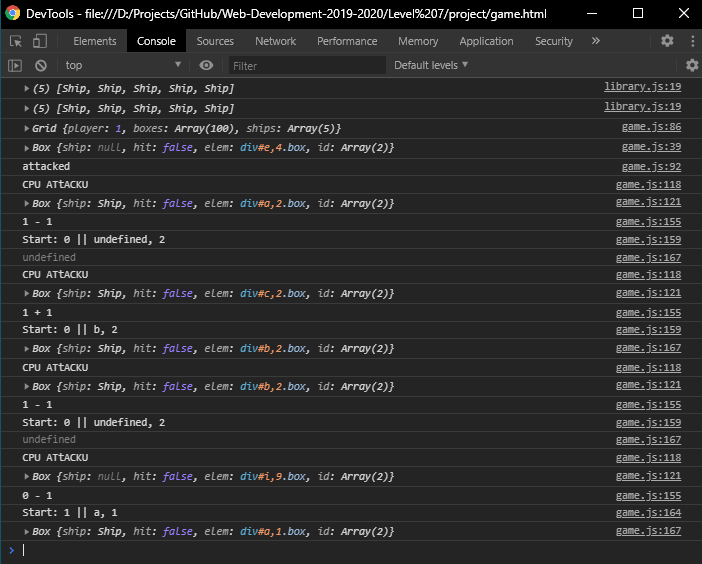 DevTools - file:///D:/Projects/GitHub/Web-Development-2019-2020/Level%207/project/game.html
Elements Console Sources Network Performance Memory Application Security »
top Filter Default levels
(5) [Ship, Ship, Ship, Ship, Ship] library.js:19
(5) [Ship, Ship, Ship, Ship, Ship] library.js:19
Grid {player: 1, boxes: Array(100), ships: Array(5)} game.js:86
Box {ship: null, hit: false, elem: div#e,4.box, id: Array(2)} game.js:39
attacked game.js:92
CPU ATtACKU game.js:118
Box {ship: Ship, hit: false, elem: div#a,2.box, id: Array(2)} game.js:121
1 - 1 game.js:155
Start: 0 || undefined, 2 game.js:159
undefined game.js:167
CPU ATtACKU game.js:118
Box {ship: Ship, hit: false, elem: div#c,2.box, id: Array(2)} game.js:121
1 + 1 game.js:155
Start: 0 || b, 2 game.js:159
Box {ship: Ship, hit: false, elem: div#b,2.box, id: Array(2)} game.js:167
CPU ATtACKU game.js:118
Box {ship: Ship, hit: false, elem: div#b,2.box, id: Array(2)} game.js:121
1 - 1 game.js:155
Start: 0 || undefined, 2 game.js:159
undefined game.js:167
CPU ATtACKU game.js:118
Box {ship: null, hit: false, elem: div#i,9.box, id: Array(2)} game.js:121
0 - 1 game.js:155
Start: 1 || a, 1 game.js:164
Box {ship: Ship, hit: false, elem: div#a,1.box, id: Array(2)} game.js:167